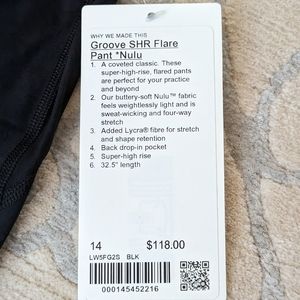 WHY WE MADE THIS
Groove SHR Flare
Pant *Nulu
1. A coveted classic. These
super-high-rise, flared pants
are perfect for your practice
and beyond
2. Our buttery-soft Nulu™ fabric
feels weightlessly light and is
sweat-wicking and four-way
stretch
3. Added Lycra® fibre for stretch
and shape retention
4. Back drop-in pocket
5. Super-high rise
6. 32.5" length
14 $118.00
LW5FG2S BLK
000145452216